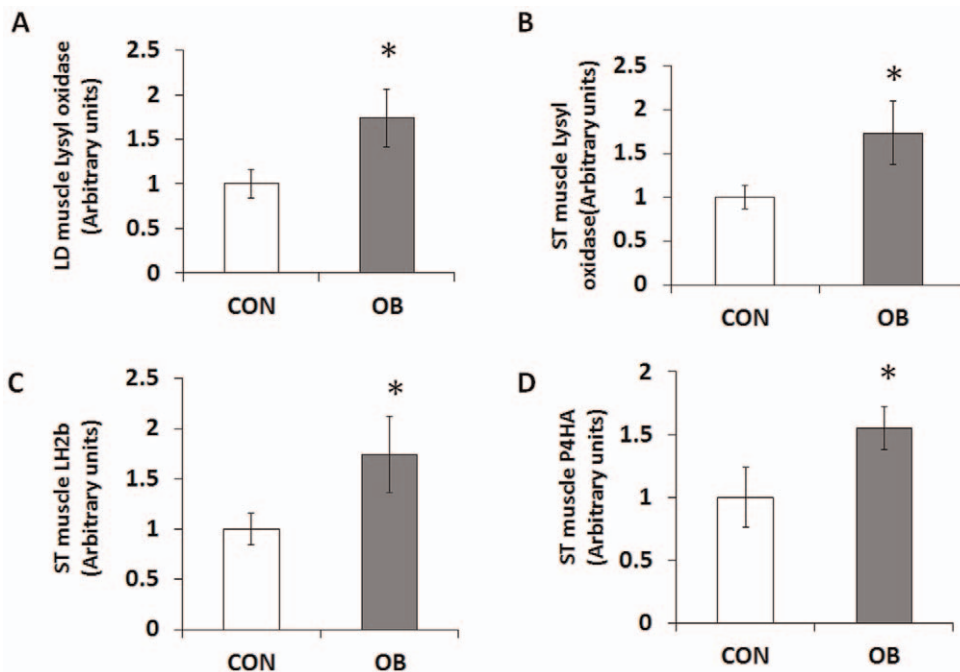 A
LD muscle Lysyl oxidase
(Arbitrary units)
2.5
2
1.5
1
0.5
0
*
CON OB
B
ST muscle Lysyl
oxidase(Arbitrary units)
2.5
2
1.5
1
0.5
0
*
CON OB
C
ST muscle LH2b
(Arbitrary units)
2.5
2
1.5
1
0.5
0
*
CON OB
D
ST muscle P4HA
(Arbitrary units)
2
1.5
1
0.5
0
*
CON OB